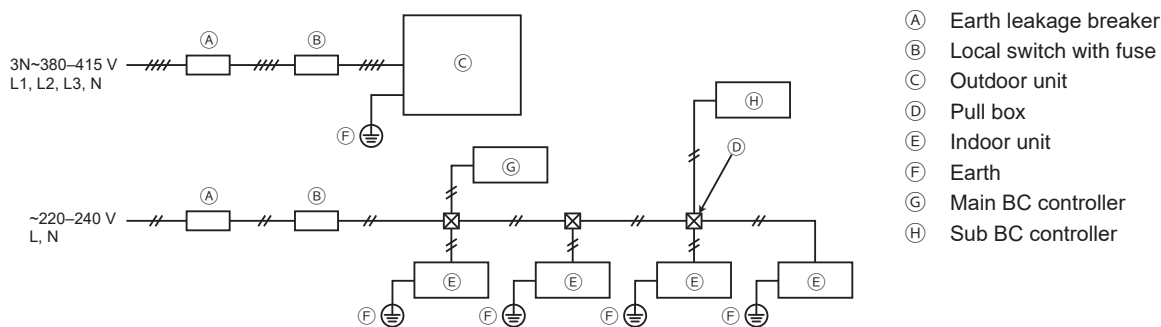 Ⓐ Ⓑ
3N~380–415 V
L1, L2, L3, N
Ⓒ
Ⓕ
Ⓗ
Ⓓ
Ⓖ
Ⓐ Ⓑ
~220–240 V
L, N
Ⓔ Ⓔ Ⓔ Ⓔ
Ⓕ Ⓕ Ⓕ Ⓕ
Ⓐ Earth leakage breaker
Ⓑ Local switch with fuse
Ⓒ Outdoor unit
Ⓓ Pull box
Ⓔ Indoor unit
Ⓕ Earth
Ⓖ Main BC controller
Ⓗ Sub BC controller